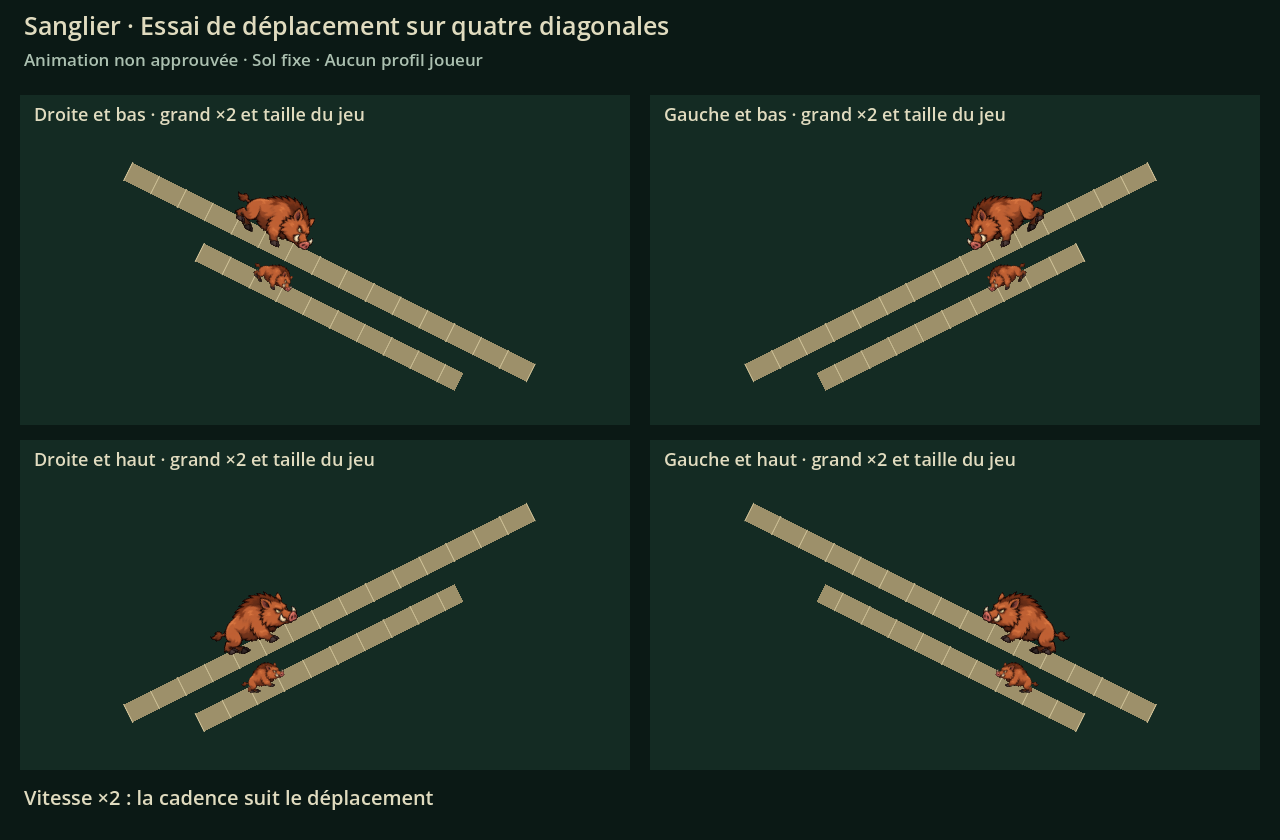 Sanglier · Essai de déplacement sur quatre diagonales
Animation non approuvée · Sol fixe · Aucun profil joueur
Droite et bas · grand ×2 et taille du jeu
Gauche et bas · grand ×2 et taille du jeu
Droite et haut · grand ×2 et taille du jeu
Gauche et haut · grand ×2 et taille du jeu
Vitesse ×2 : la cadence suit le déplacement